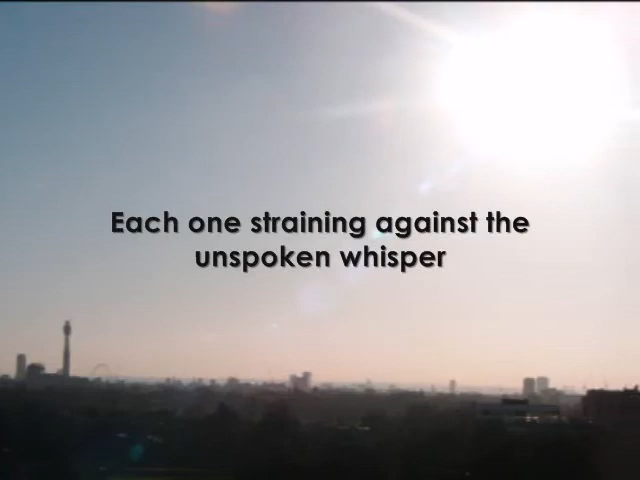 Each one straining against the
unspoken whisper